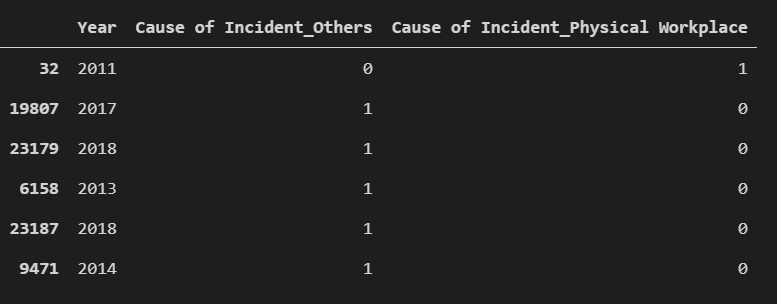 Year Cause of Incident_Others Cause of Incident_Physical Workplace
32 2011 0 1
19807 2017 1 0
23179 2018 1 0
6158 2013 1 0
23187 2018 1 0
9471 2014 1 0